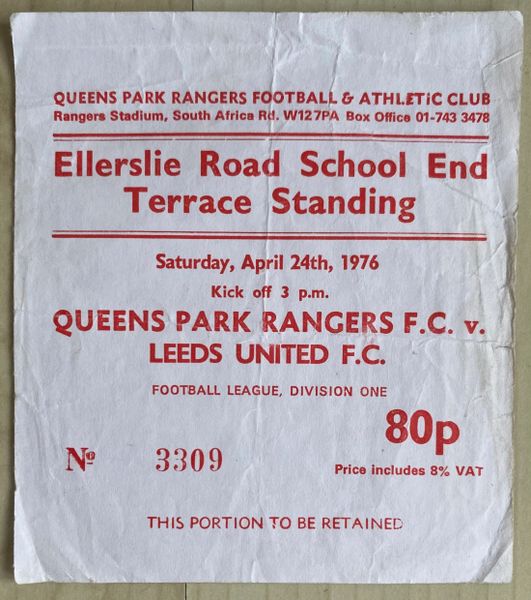 QUEENS PARK RANGERS FOOTBALL & ATHLETIC CLUB
Rangers Stadium, South Africa Rd. W127PA Box Office 01-743 3478
Ellerslie Road School End
Terrace Standing
Saturday, April 24th, 1976
Kick off 3 p.m.
QUEENS PARK RANGERS F.C. v.
LEEDS UNITED F.C.
FOOTBALL LEAGUE, DIVISION ONE
80p
Nº 3309
Price includes 8% VAT
THIS PORTION TO BE RETAINED